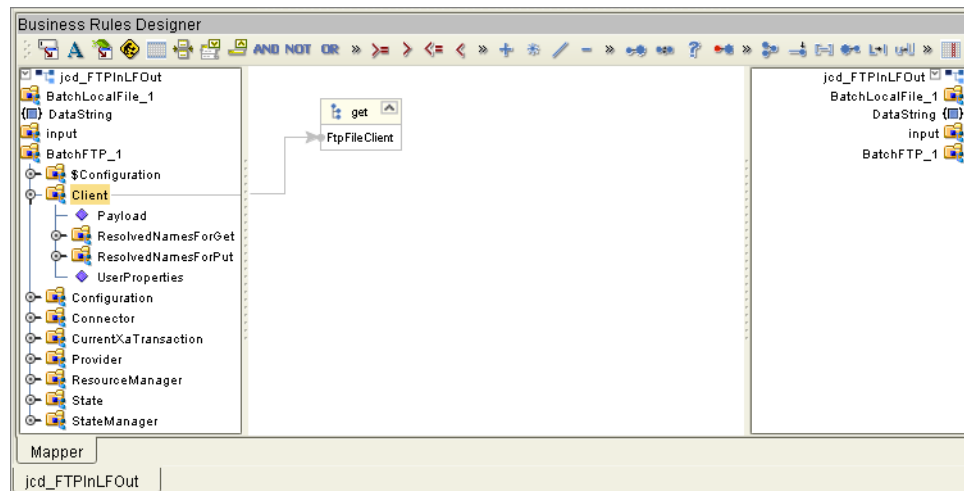 Business Rules Designer
A AND NOT OR » >= > <= < » + * / - » ? » »
jcd_FTPInLFOut
BatchLocalFile_1
DataString
input
BatchFTP_1
$Configuration
Client
Payload
ResolvedNamesForGet
ResolvedNamesForPut
UserProperties
Configuration
Connector
CurrentXaTransaction
Provider
ResourceManager
State
StateManager
get
FtpFileClient
jcd_FTPInLFOut
BatchLocalFile_1
DataString
input
BatchFTP_1
Mapper
jcd_FTPInLFOut